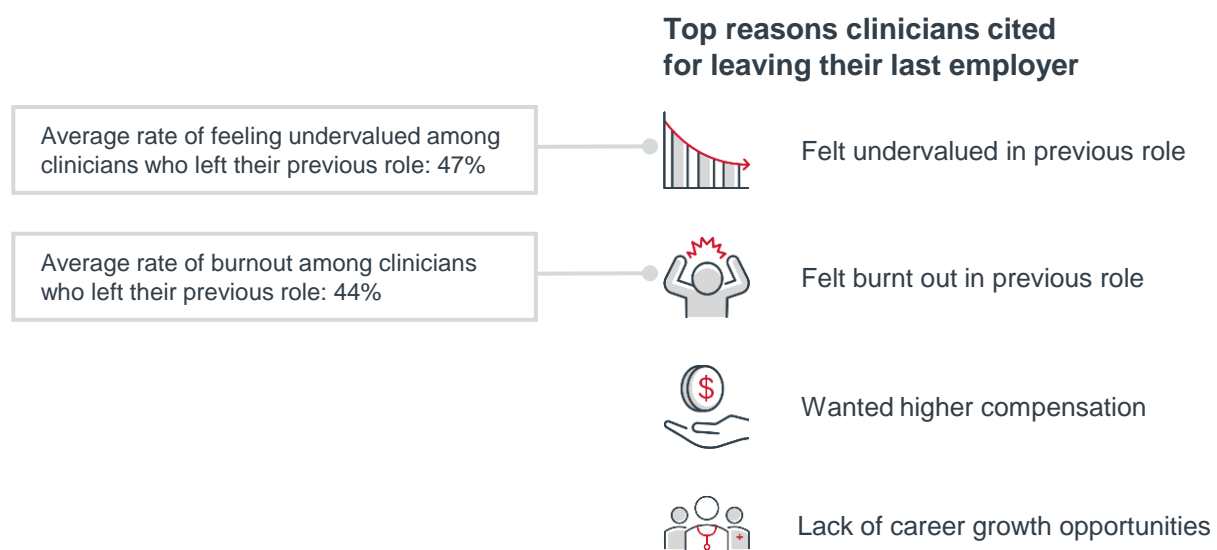 Top reasons clinicians cited
for leaving their last employer
Average rate of feeling undervalued among
clinicians who left their previous role: 47%
Felt undervalued in previous role
Average rate of burnout among clinicians
who left their previous role: 44%
Felt burnt out in previous role
$
Wanted higher compensation
Lack of career growth opportunities